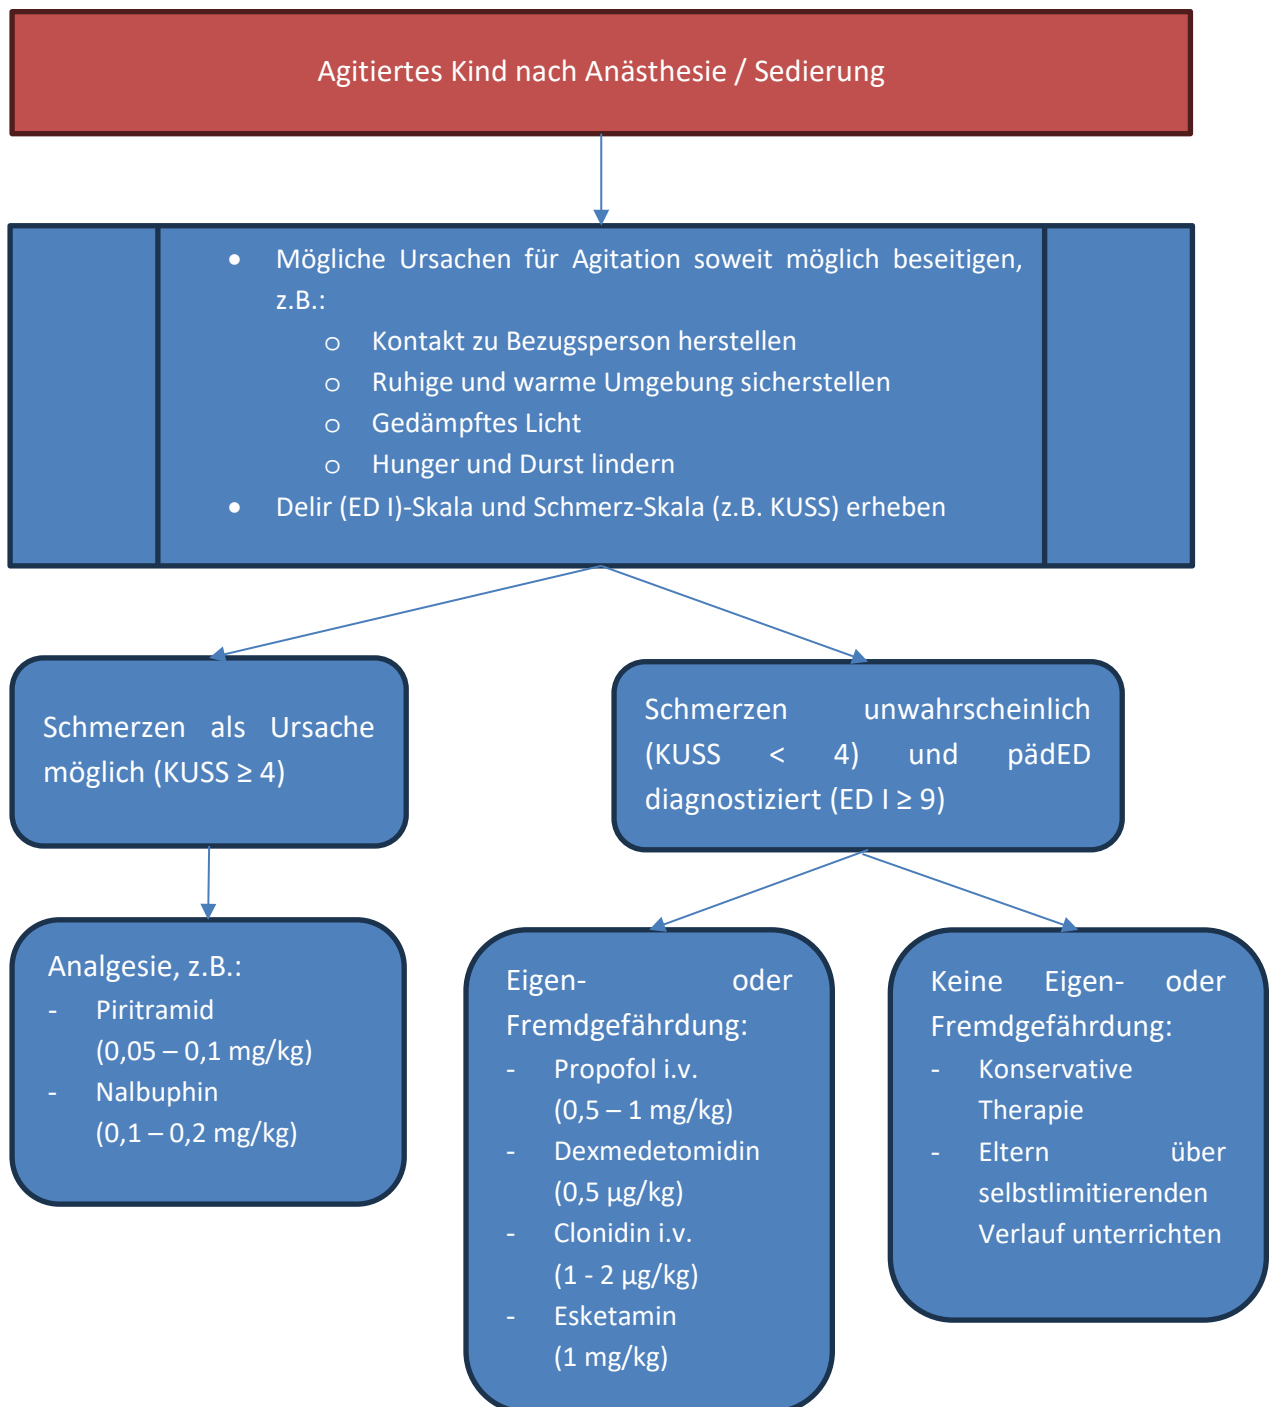 Agitiertes Kind nach Anästhesie / Sedierung
• Mögliche Ursachen für Agitation soweit möglich beseitigen,
z.B.:
o Kontakt zu Bezugsperson herstellen
o Ruhige und warme Umgebung sicherstellen
o Gedämpftes Licht
o Hunger und Durst lindern
• Delir (ED I)-Skala und Schmerz-Skala (z.B. KUSS) erheben
Schmerzen als Ursache
möglich (KUSS ≥ 4)
Schmerzen unwahrscheinlich
(KUSS < 4) und pädED
diagnostiziert (ED I ≥ 9)
Analgesie, z.B.:
- Piritramid
(0,05 – 0,1 mg/kg)
- Nalbuphin
(0,1 – 0,2 mg/kg)
Eigen- oder
Fremdgefährdung:
- Propofol i.v.
(0,5 – 1 mg/kg)
- Dexmedetomidin
(0,5 µg/kg)
- Clonidin i.v.
(1 - 2 µg/kg)
- Esketamin
(1 mg/kg)
Keine Eigen- oder
Fremdgefährdung:
- Konservative
Therapie
- Eltern über
selbstlimitierenden
Verlauf unterrichten